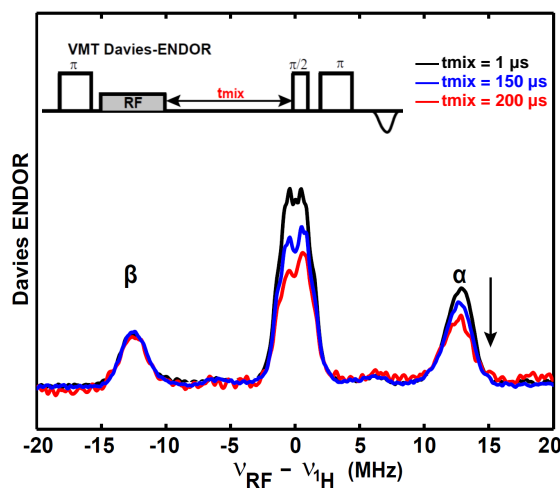 VMT Davies-ENDOR
π
RF
tmix
π/2
π
tmix = 1 µs
tmix = 150 µs
tmix = 200 µs
Davies ENDOR
β
α
-20 -15 -10 -5 0 5 10 15 20
νRF − ν1H (MHz)